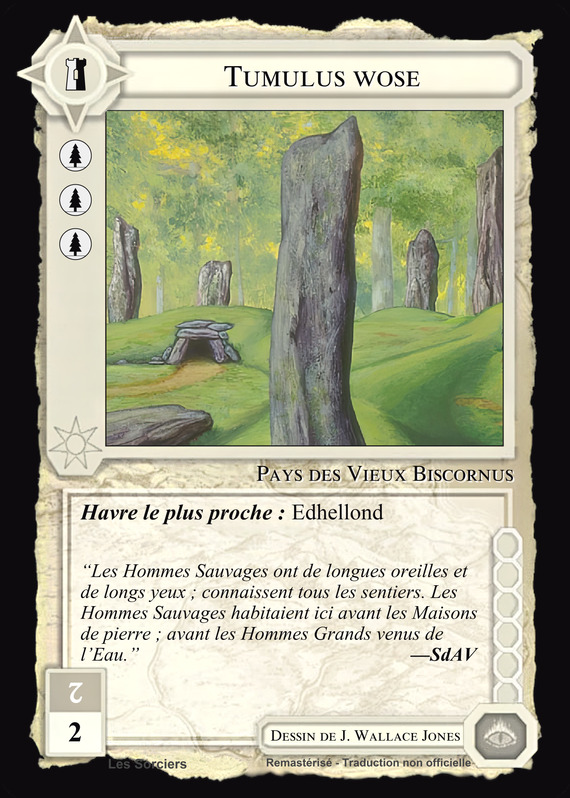 Tumulus wose
Pays des Vieux Biscornus
Havre le plus proche : Edhellond
“Les Hommes Sauvages ont de longues oreilles et
de longs yeux ; connaissent tous les sentiers. Les
Hommes Sauvages habitaient ici avant les Maisons
de pierre ; avant les Hommes Grands venus de
l’Eau.” —SdAV
2
2
Dessin de J. Wallace Jones
Les Sorciers
Remastérisé - Traduction non officielle